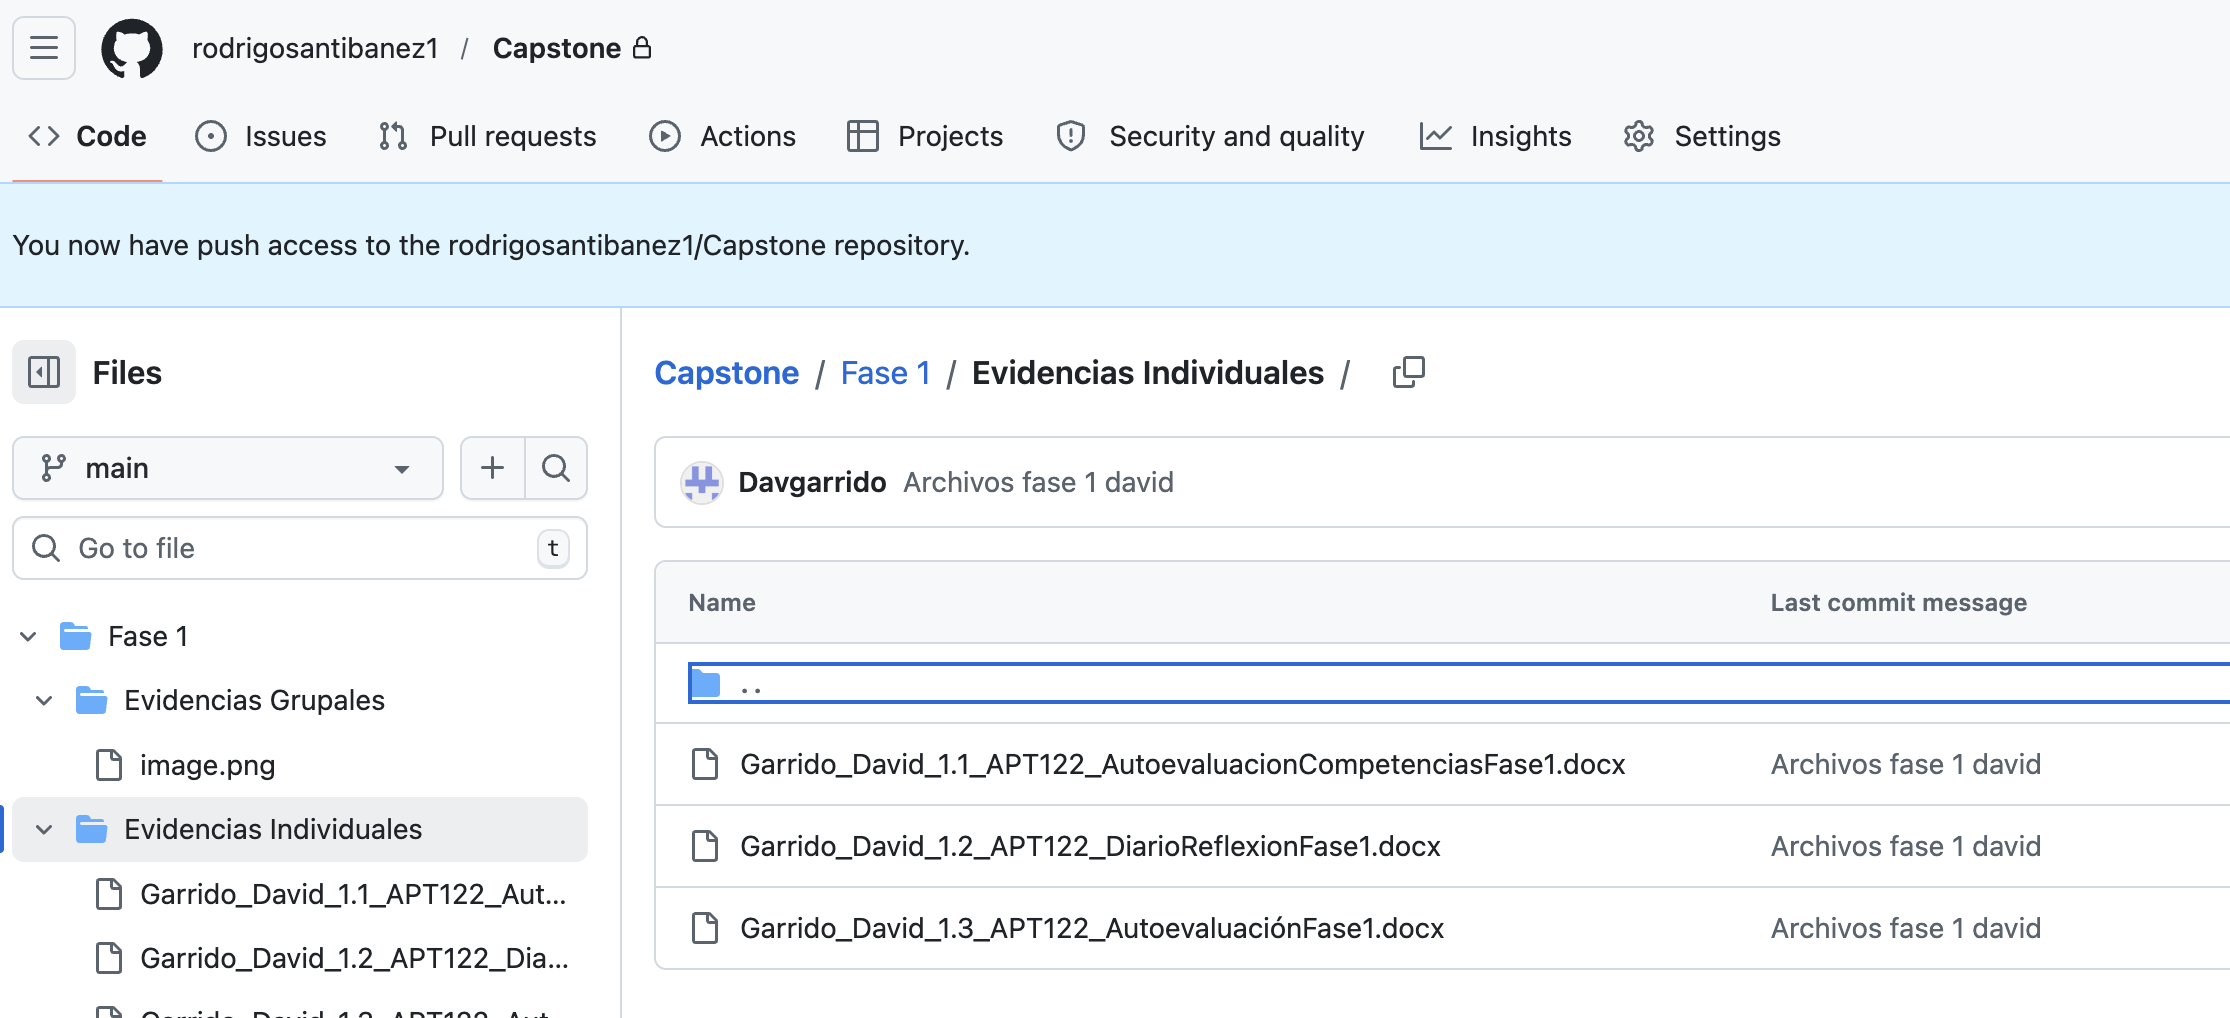 rodrigosantibanez1 / Capstone
Code Issues Pull requests Actions Projects Security and quality Insights Settings
You now have push access to the rodrigosantibanez1/Capstone repository.
Files
main
Go to file t
Fase 1
Evidencias Grupales
image.png
Evidencias Individuales
Garrido_David_1.1_APT122_Aut...
Garrido_David_1.2_APT122_Dia...
Garrido_David_1.3_APT122_Aut...
Capstone / Fase 1 / Evidencias Individuales /
Davgarrido Archivos fase 1 david
Name Last commit message
..
Garrido_David_1.1_APT122_AutoevaluacionCompetenciasFase1.docx Archivos fase 1 david
Garrido_David_1.2_APT122_DiarioReflexionFase1.docx Archivos fase 1 david
Garrido_David_1.3_APT122_AutoevaluaciónFase1.docx Archivos fase 1 david